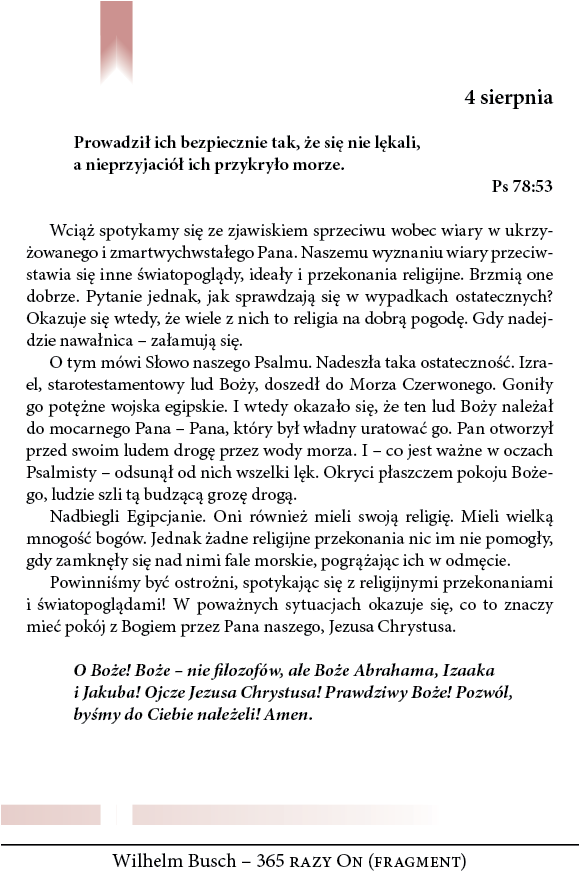 4 sierpnia
Prowadził ich bezpiecznie tak, że się nie lękali,
a nieprzyjaciół ich przykryło morze.
Ps 78:53
Wciąż spotykamy się ze zjawiskiem sprzeciwu wobec wiary w ukrzy-
żowanego i zmartwychwstałego Pana. Naszemu wyznaniu wiary przeciw-
stawia się inne światopoglądy, ideały i przekonania religijne. Brzmią one
dobrze. Pytanie jednak, jak sprawdzają się w wypadkach ostatecznych?
Okazuje się wtedy, że wiele z nich to religia na dobrą pogodę. Gdy nadej-
dzie nawałnica – załamują się.
O tym mówi Słowo naszego Psalmu. Nadeszła taka ostateczność. Izra-
el, starotestamentowy lud Boży, doszedł do Morza Czerwonego. Goniły
go potężne wojska egipskie. I wtedy okazało się, że ten lud Boży należał
do mocarnego Pana – Pana, który był władny uratować go. Pan otworzył
przed swoim ludem drogę przez wody morza. I – co jest ważne w oczach
Psalmisty – odsunął od nich wszelki lęk. Okryci płaszczem pokoju Boże-
go, ludzie szli tą budzącą grozę drogą.
Nadbiegli Egipcjanie. Oni również mieli swoją religię. Mieli wielką
mnogość bogów. Jednak żadne religijne przekonania nic im nie pomogły,
gdy zamknęły się nad nimi fale morskie, pogrążając ich w odmęcie.
Powinniśmy być ostrożni, spotykając się z religijnymi przekonaniami
i światopoglądami! W poważnych sytuacjach okazuje się, co to znaczy
mieć pokój z Bogiem przez Pana naszego, Jezusa Chrystusa.
O Boże! Boże – nie filozofów, ale Boże Abrahama, Izaaka
i Jakuba! Ojcze Jezusa Chrystusa! Prawdziwy Boże! Pozwól,
byśmy do Ciebie należeli! Amen.
Wilhelm Busch – 365 razy On (fragment)